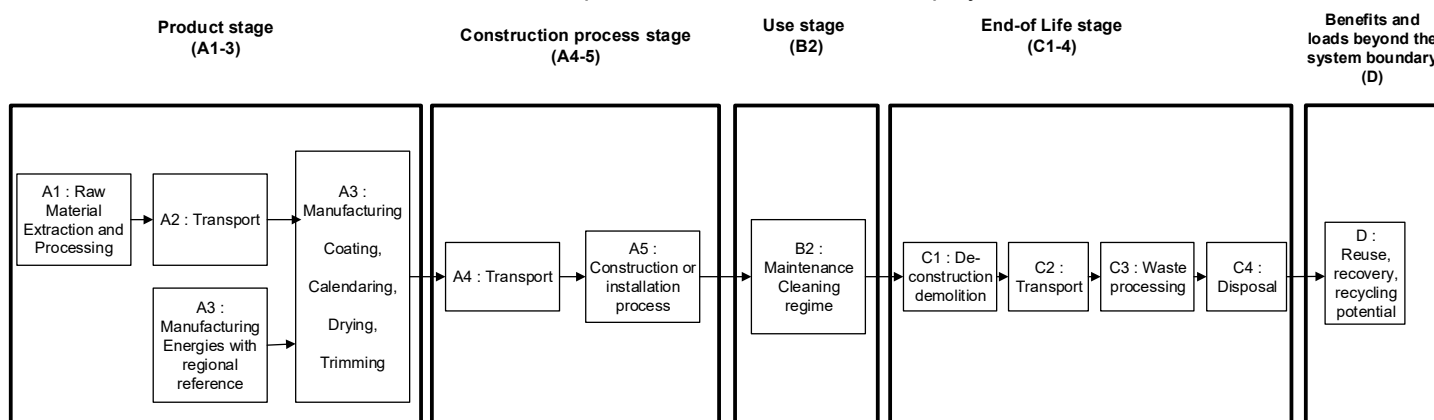 Product stage
(A1-3)
Construction process stage
(A4-5)
Use stage
(B2)
End-of Life stage
(C1-4)
Benefits and
loads beyond the
system boundary
(D)
A1 : Raw
Material
Extraction and
Processing
A2 : Transport
A3 :
Manufacturing
Energies with
regional
reference
A3 :
Manufacturing
Coating,
Calendaring,
Drying,
Trimming
A4 : Transport
A5 :
Construction or
installation
process
B2 :
Maintenance
Cleaning
regime
C1 : De-
construction
demolition
C2 :
Transport
C3 : Waste
processing
C4 :
Disposal
D :
Reuse,
recovery,
recycling
potential